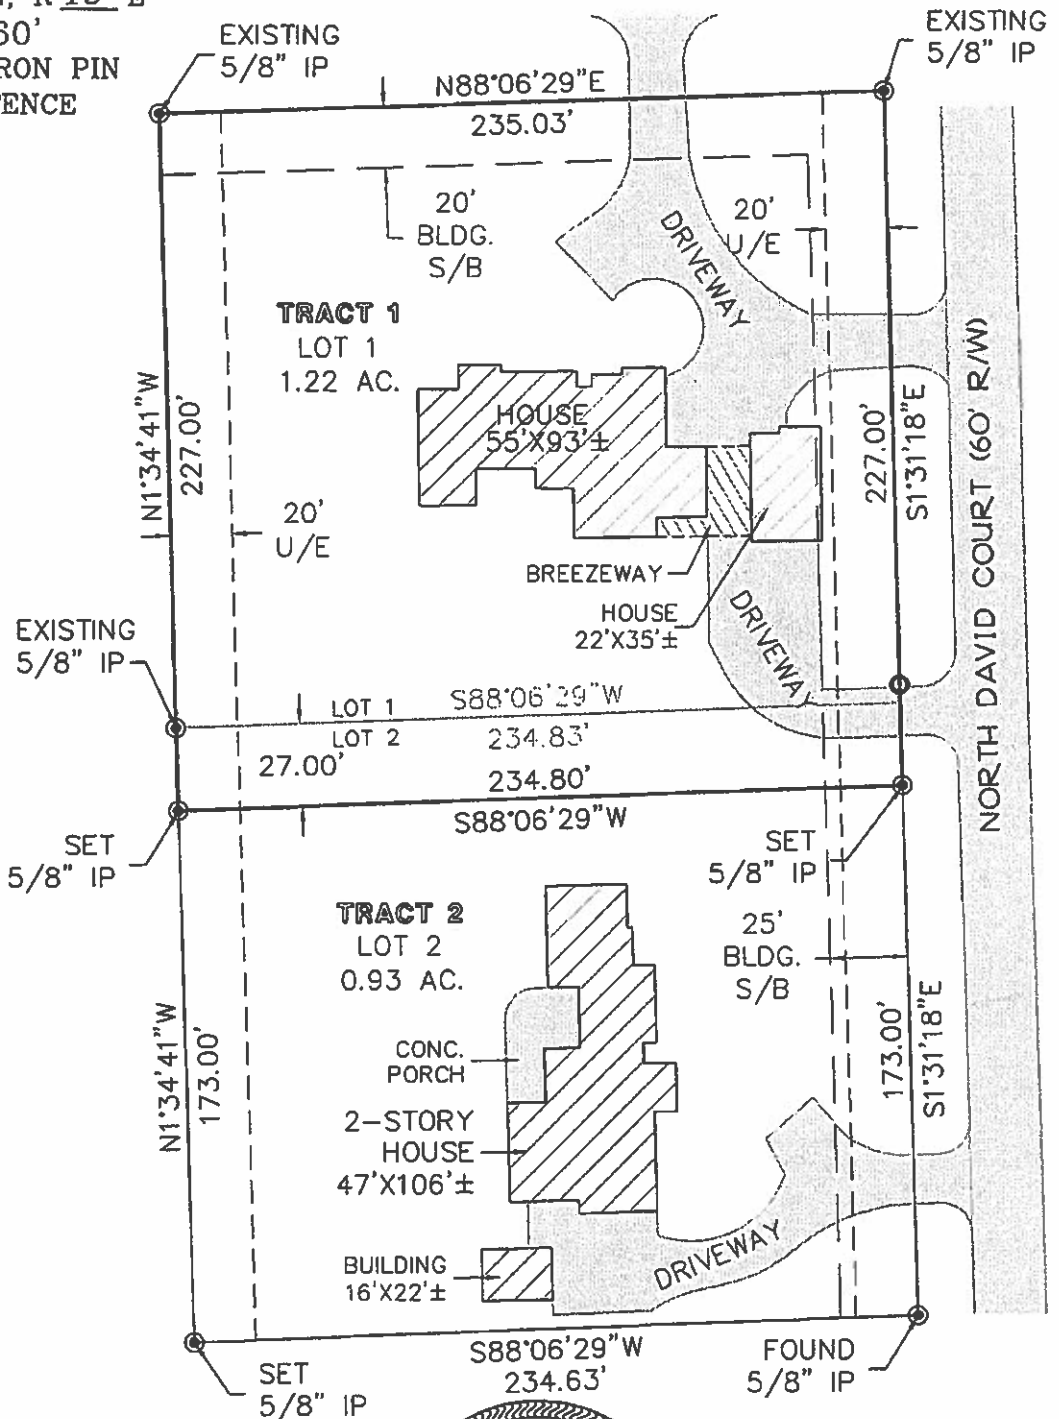 60'
IRON PIN
FENCE
EXISTING
5/8" IP
EXISTING
5/8" IP
N88°06'29"E
235.03'
20'
BLDG.
S/B
20'
U/E
DRIVEWAY
TRACT 1
LOT 1
1.22 AC.
HOUSE
55'X93'±
N1°34'41"W
227.00'
227.00'
S1°31'18"E
NORTH DAVID COURT (60' R/W)
20'
U/E
BREEZEWAY
HOUSE
22'X35'±
DRIVEWAY
EXISTING
5/8" IP
LOT 1
S88°06'29"W
LOT 2
234.83'
27.00'
234.80'
S88°06'29"W
SET
5/8" IP
SET
5/8" IP
TRACT 2
LOT 2
0.93 AC.
25'
BLDG.
S/B
N1°34'41"W
173.00'
173.00'
S1°31'18"E
CONC.
PORCH
2-STORY
HOUSE
47'X106'±
BUILDING
16'X22'±
DRIVEWAY
S88°06'29"W
234.63'
SET
5/8" IP
FOUND
5/8" IP